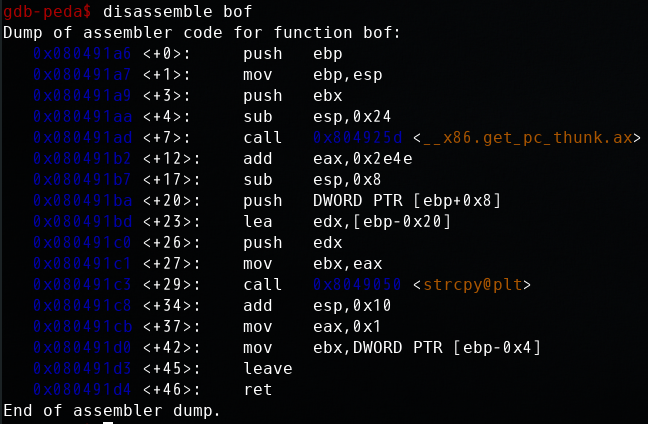 gdb-peda$ disassemble bof
Dump of assembler code for function bof:
   0x080491a6 <+0>:     push   ebp
   0x080491a7 <+1>:     mov    ebp,esp
   0x080491a9 <+3>:     push   ebx
   0x080491aa <+4>:     sub    esp,0x24
   0x080491ad <+7>:     call   0x804925d <__x86.get_pc_thunk.ax>
   0x080491b2 <+12>:    add    eax,0x2e4e
   0x080491b7 <+17>:    sub    esp,0x8
   0x080491ba <+20>:    push   DWORD PTR [ebp+0x8]
   0x080491bd <+23>:    lea    edx,[ebp-0x20]
   0x080491c0 <+26>:    push   edx
   0x080491c1 <+27>:    mov    ebx,eax
   0x080491c3 <+29>:    call   0x8049050 <strcpy@plt>
   0x080491c8 <+34>:    add    esp,0x10
   0x080491cb <+37>:    mov    eax,0x1
   0x080491d0 <+42>:    mov    ebx,DWORD PTR [ebp-0x4]
   0x080491d3 <+45>:    leave
   0x080491d4 <+46>:    ret
End of assembler dump.